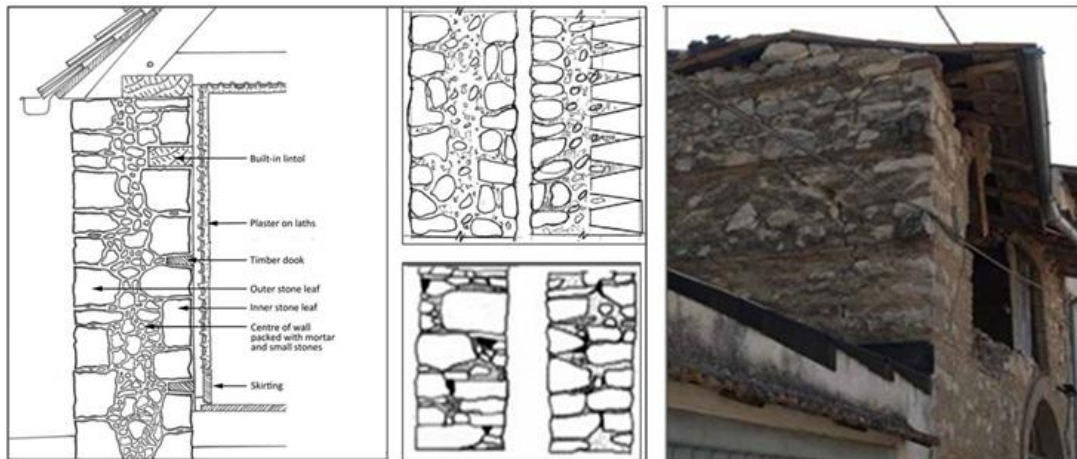 Built-in lintol
Plaster on laths
Timber dook
Outer stone leaf
Inner stone leaf
Centre of wall
packed with mortar
and small stones
Skirting